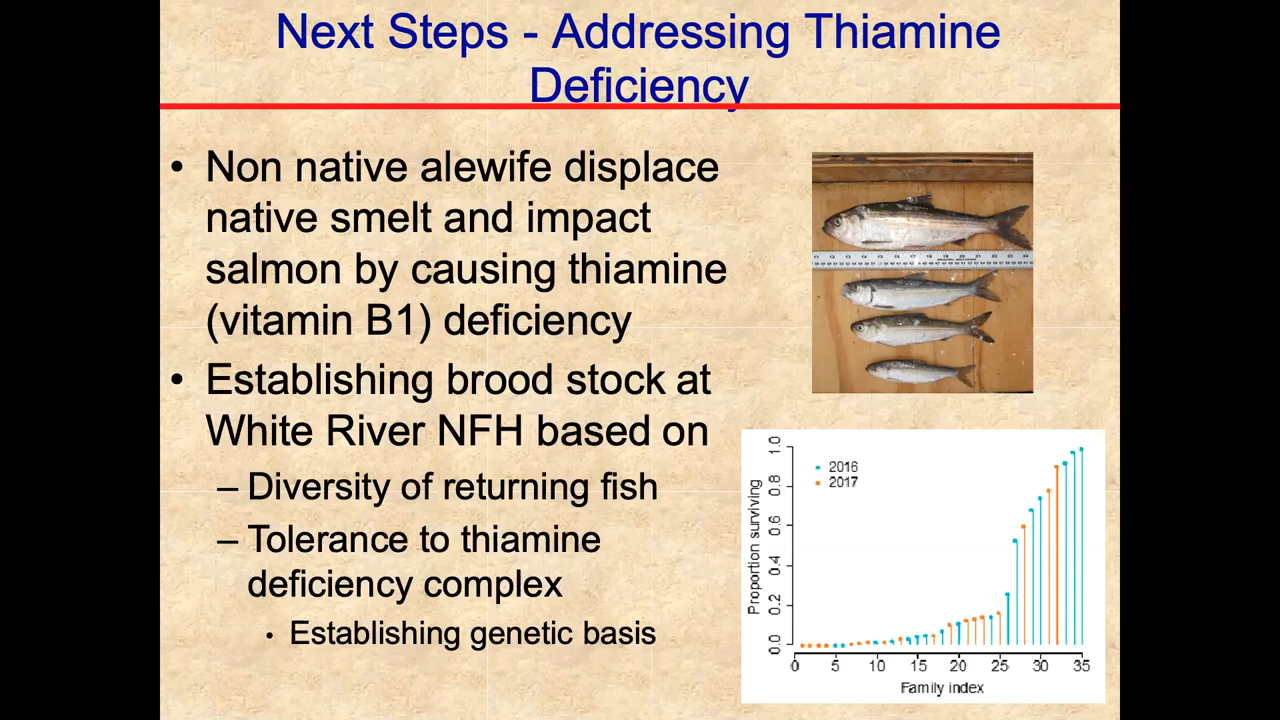 Next Steps - Addressing Thiamine
Deficiency
• Non native alewife displace
native smelt and impact
salmon by causing thiamine
(vitamin B1) deficiency
• Establishing brood stock at
White River NFH based on
– Diversity of returning fish
– Tolerance to thiamine
deficiency complex
• Establishing genetic basis
2016
2017
Proportion surviving
1.0
0.8
0.6
0.4
0.2
0.0
0 5 10 15 20 25 30 35
Family index